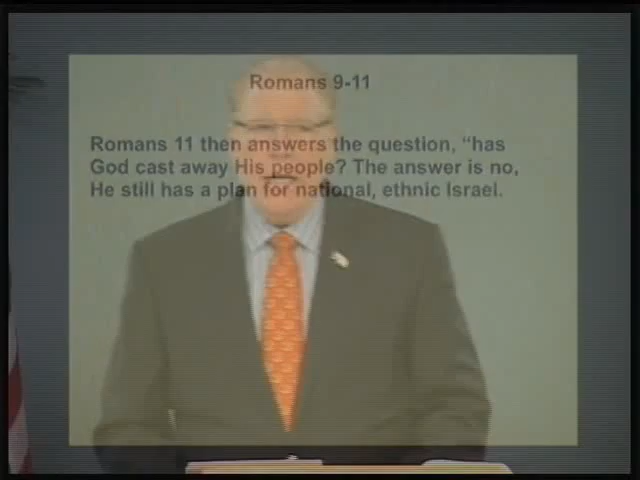 Romans 9-11
Romans 11 then answers the question, “has
God cast away His people? The answer is no,
He still has a plan for national, ethnic Israel.